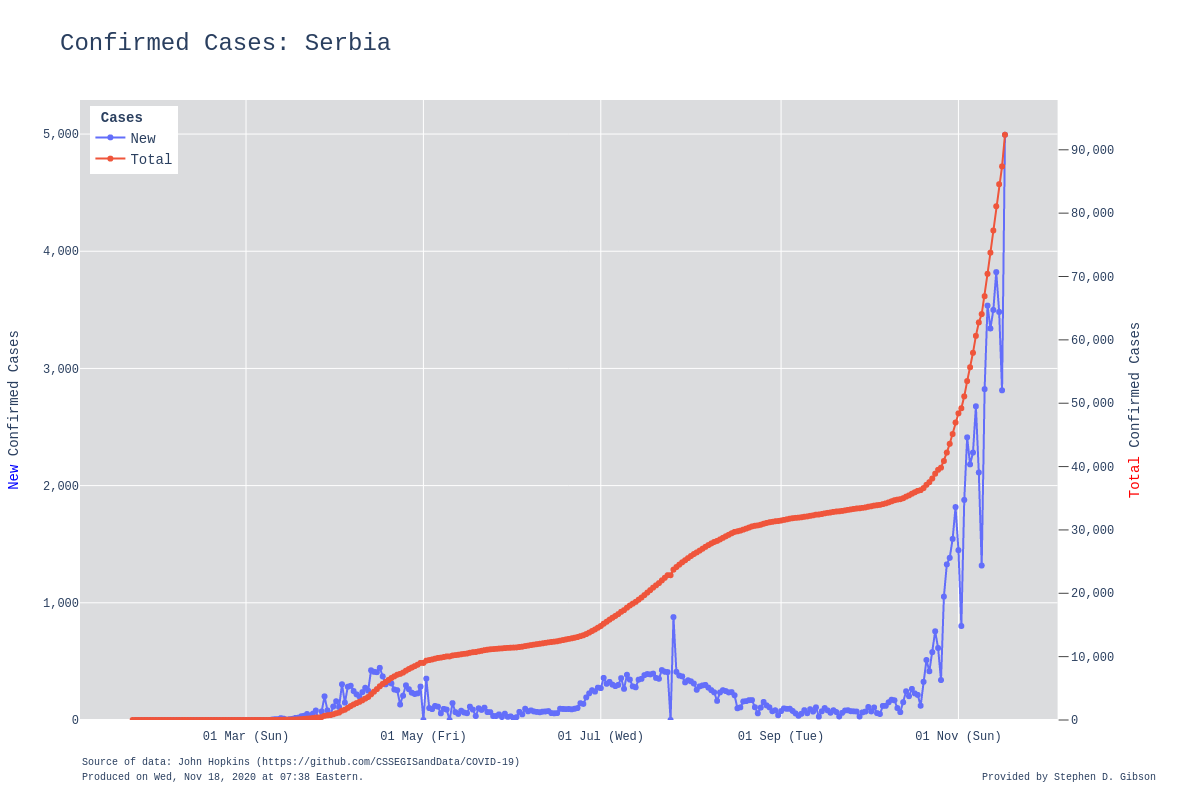 Confirmed Cases: Serbia
Cases
New
Total
5,000
4,000
3,000
2,000
1,000
0
New Confirmed Cases
90,000
80,000
70,000
60,000
50,000
40,000
30,000
20,000
10,000
0
Total Confirmed Cases
01 Mar (Sun) 01 May (Fri) 01 Jul (Wed) 01 Sep (Tue) 01 Nov (Sun)
Source of data: John Hopkins (https://github.com/CSSEGISandData/COVID-19)
Produced on Wed, Nov 18, 2020 at 07:38 Eastern.
Provided by Stephen D. Gibson